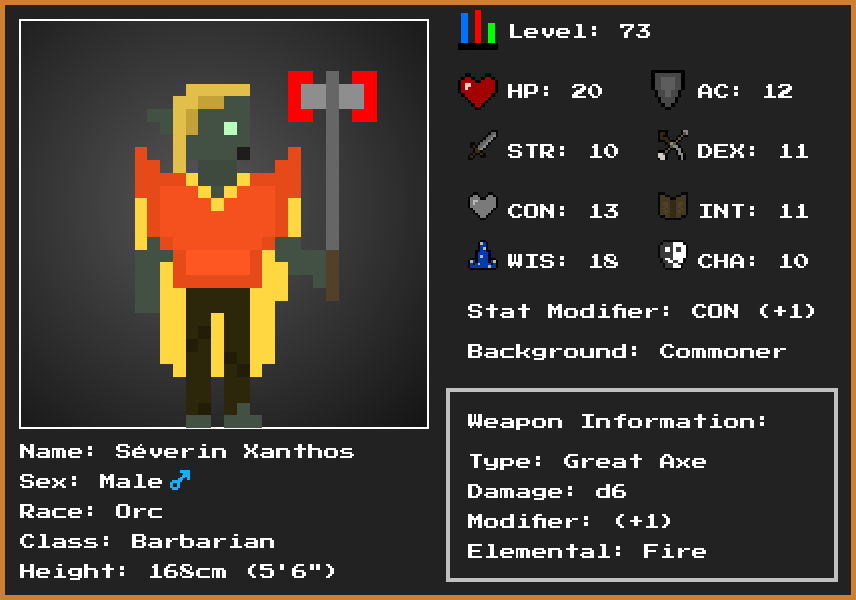 Level: 73
HP: 20
AC: 12
STR: 10
DEX: 11
CON: 13
INT: 11
WIS: 18
CHA: 10
Stat Modifier: CON (+1)
Background: Commoner
Weapon Information:
Type: Great Axe
Damage: d6
Modifier: (+1)
Elemental: Fire
Name: Séverin Xanthos
Sex: Male♂
Race: Orc
Class: Barbarian
Height: 168cm (5'6")